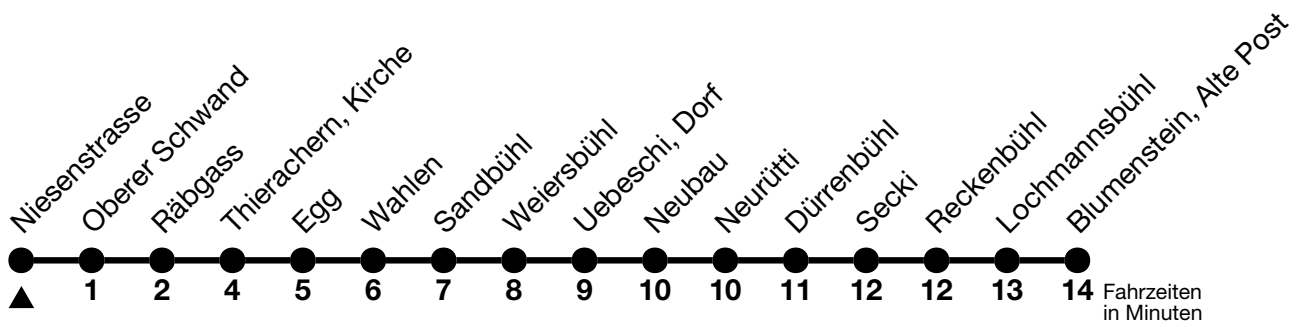 Niesenstrasse
Oberer Schwand
Räbgass
Thierachern, Kirche
Egg
Wahlen
Sandbühl
Weiersbühl
Uebeschi, Dorf
Neubau
Neurütti
Dürrenbühl
Secki
Reckenbühl
Lochmannsbühl
Blumenstein, Alte Post
1 2 4 5 6 7 8 9 10 10 11 12 12 13 14 Fahrzeiten
in Minuten